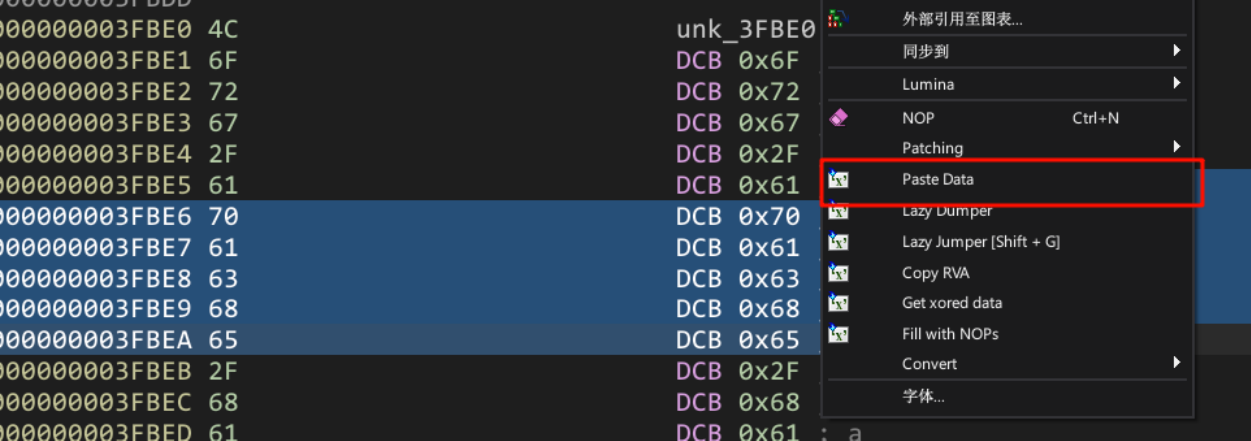 000000003FBDD
外部引用至图表...
000000003FBE0 4C unk_3FBE0
000000003FBE1 6F DCB 0x6F
同步到
000000003FBE2 72 DCB 0x72
Lumina
000000003FBE3 67 DCB 0x67
NOP Ctrl+N
000000003FBE4 2F DCB 0x2F
Patching
000000003FBE5 61 DCB 0x61
Paste Data
000000003FBE6 70 DCB 0x70
Lazy Dumper
000000003FBE7 61 DCB 0x61
Lazy Jumper [Shift + G]
000000003FBE8 63 DCB 0x63
Copy RVA
000000003FBE9 68 DCB 0x68
Get xored data
000000003FBEA 65 DCB 0x65
Fill with NOPs
000000003FBEB 2F DCB 0x2F
Convert
000000003FBEC 68 DCB 0x68
字体...
000000003FBED 61 DCB 0x61 ; a